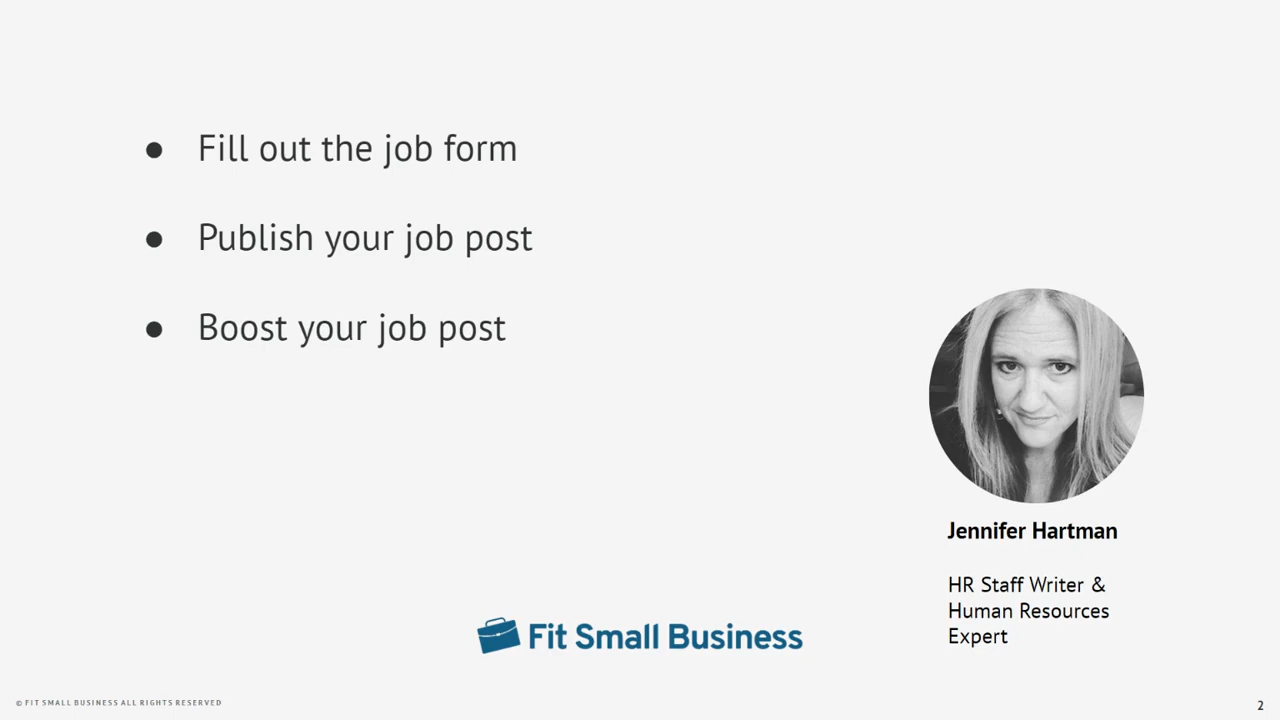 ● Fill out the job form
● Publish your job post
● Boost your job post
Jennifer Hartman
HR Staff Writer &
Human Resources
Expert
Fit Small Business
© FIT SMALL BUSINESS ALL RIGHTS RESERVED
2